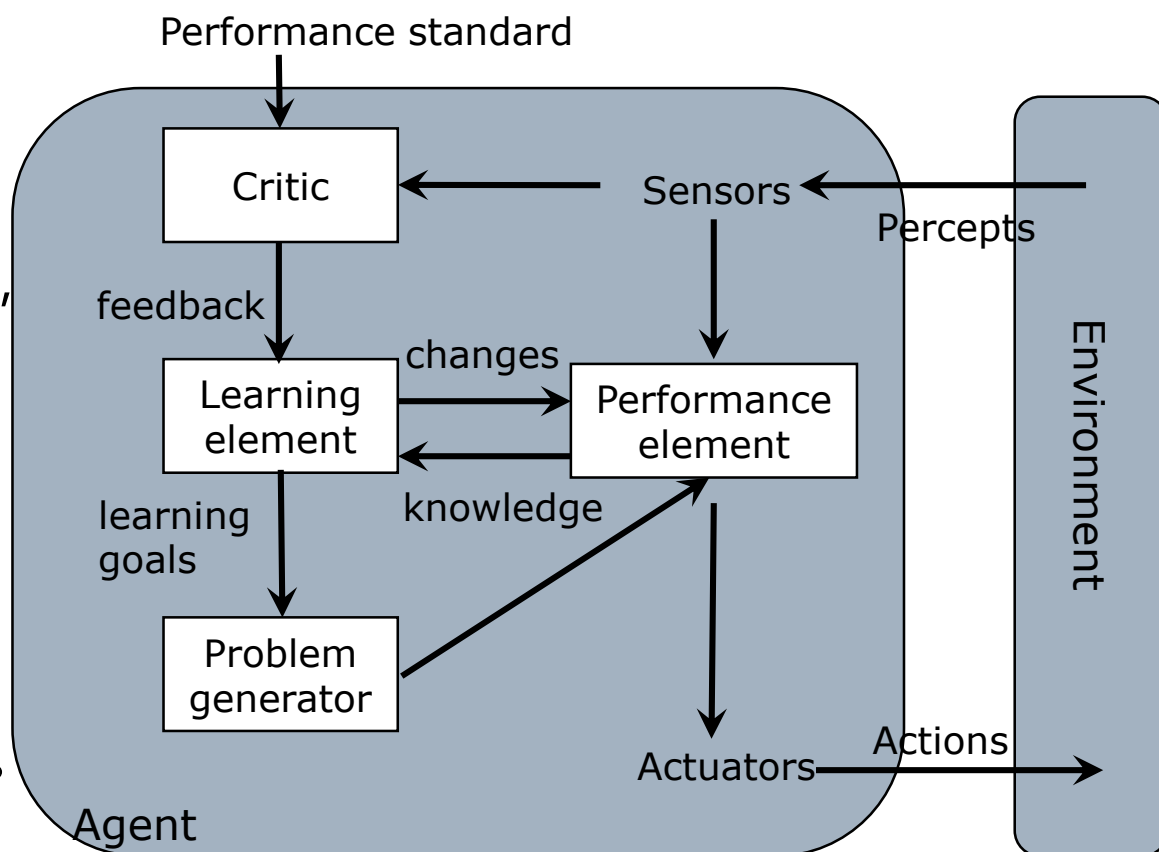 Performance standard
Critic
Sensors
Percepts
feedback
changes
Learning
element
Performance
element
Environment
knowledge
learning
goals
Problem
generator
Actions
Actuators
Agent